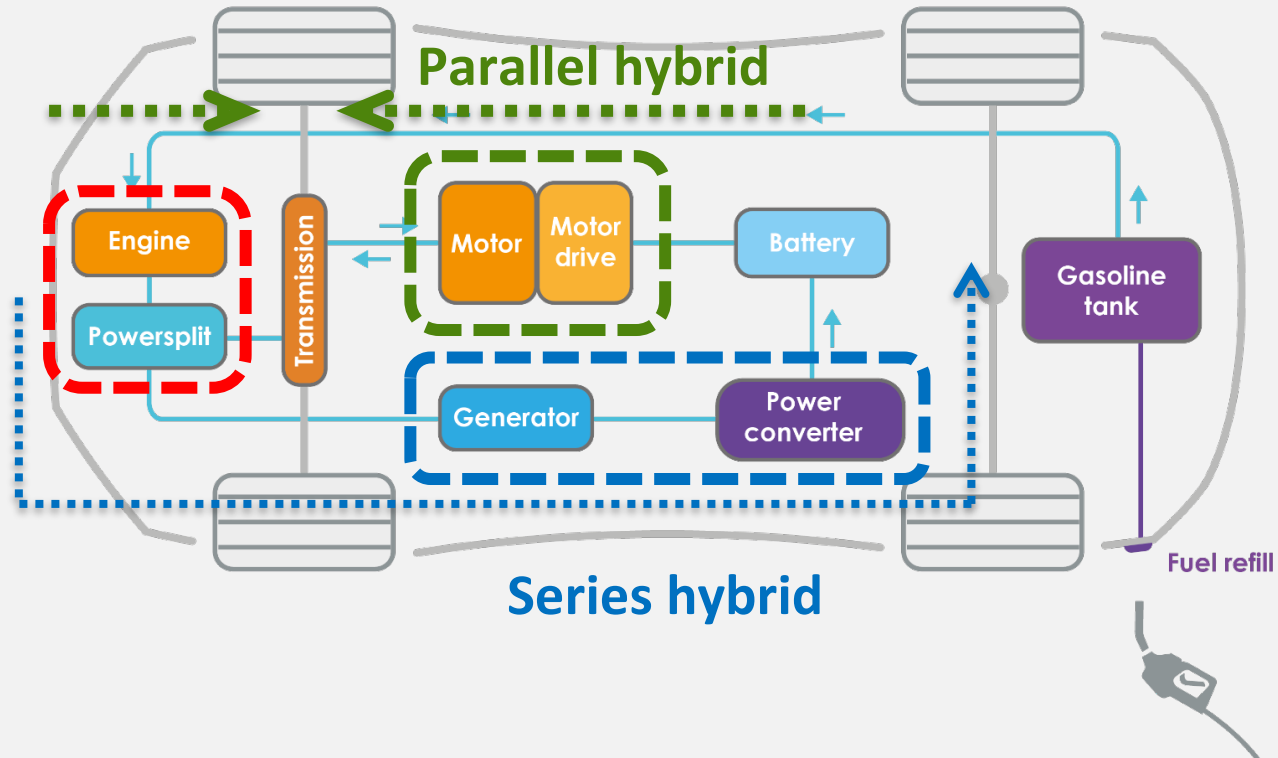 Parallel hybrid
Engine
Powersplit
Transmission
Motor
Motor
drive
Battery
Gasoline
tank
Generator
Power
converter
Fuel refill
Series hybrid